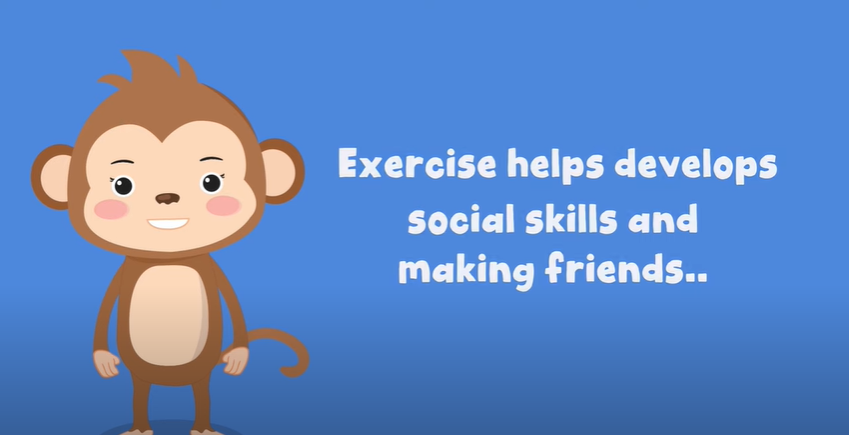 Exercise helps develops
social skills and
making friends..